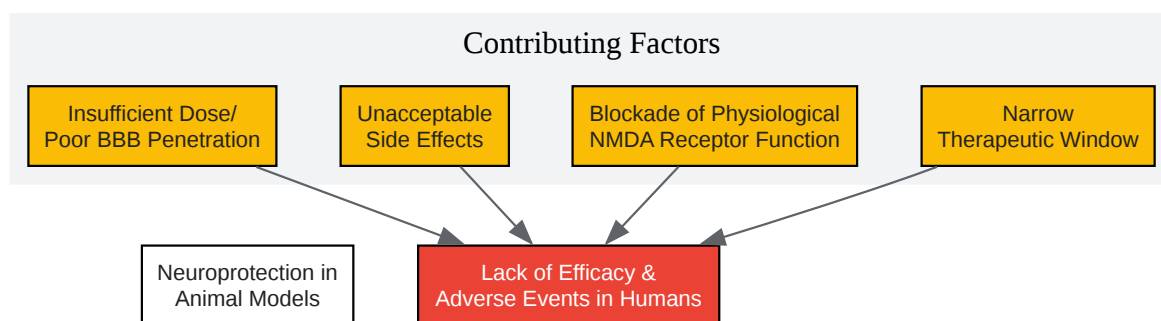 Contributing Factors
Insufficient Dose/
Poor BBB Penetration
Unacceptable
Side Effects
Blockade of Physiological
NMDA Receptor Function
Narrow
Therapeutic Window
Neuroprotection in
Animal Models
Lack of Efficacy &
Adverse Events in Humans